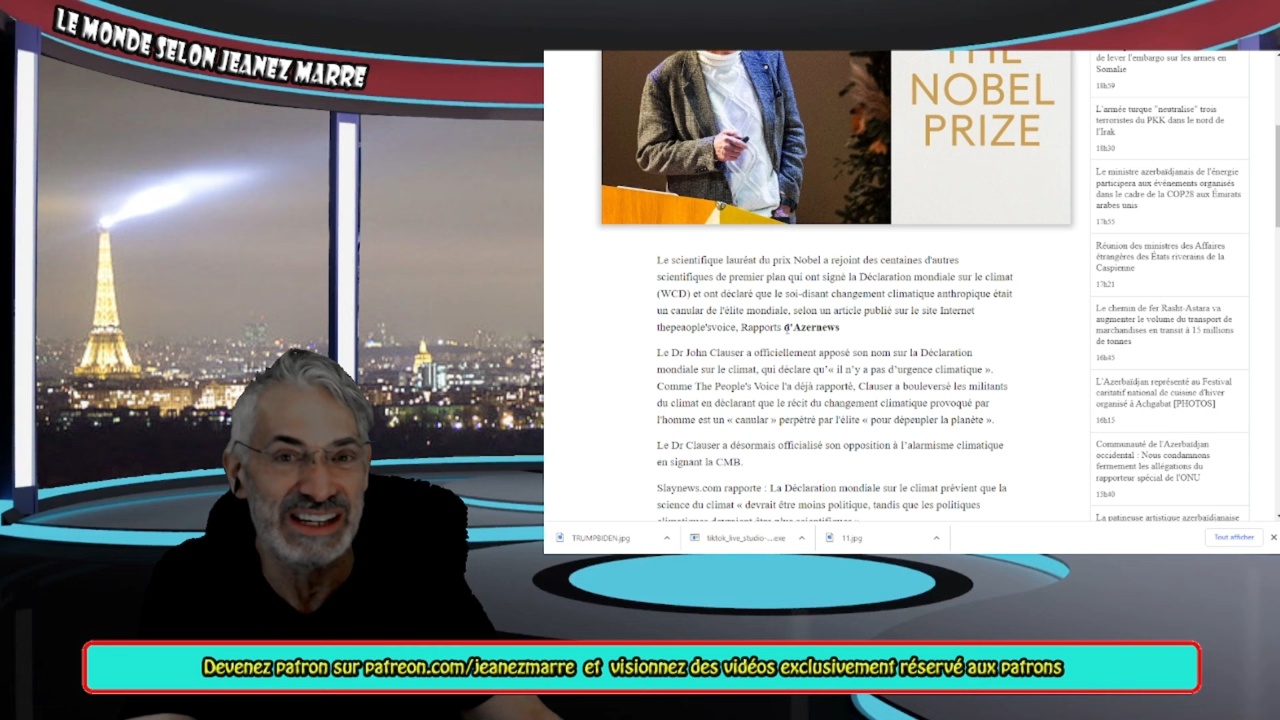 LE MONDE SELON JEANEZ MARRE
THE
NOBEL
PRIZE
Le scientifique lauréat du prix Nobel a rejoint des centaines d'autres
scientifiques de premier plan qui ont signé la Déclaration mondiale sur le climat
(WCD) et ont déclaré que le soi-disant changement climatique anthropique était
un canular de l'élite mondiale, selon un article publié sur le site Internet
thepeaople'svoice, Rapports d'Azernews
Le Dr John Clauser a officiellement apposé son nom sur la Déclaration
mondiale sur le climat, qui déclare qu'« il n'y a pas d'urgence climatique ».
Comme The People's Voice l'a déjà rapporté, Clauser a bouleversé les militants
du climat en déclarant que le récit du changement climatique provoqué par
l'homme est un « canular » perpétré par l'élite « pour dépeupler la planète ».
Le Dr Clauser a désormais officialisé son opposition à l'alarmisme climatique
en signant la CMB.
Slaynews.com rapporte : La Déclaration mondiale sur le climat prévient que la
science du climat « devrait être moins politique, tandis que les politiques
climatiques devraient être plus scientifiques ».
de lever l'embargo sur les armes en
Somalie
18h59
L'armée turque "neutralise" trois
terroristes du PKK dans le nord de
l'Irak
18h30
Le ministre azerbaïdjanais de l'énergie
participera aux événements organisés
dans le cadre de la COP28 aux Émirats
arabes unis
17h55
Réunion des ministres des Affaires
étrangères des États riverains de la
Caspienne
17h21
Le chemin de fer Rasht-Astara va
augmenter le volume du transport de
marchandises en transit à 15 millions
de tonnes
16h45
L'Azerbaïdjan représenté au Festival
caritatif national de cuisine d'hiver
organisé à Achgabat [PHOTOS]
16h15
Communauté de l'Azerbaïdjan
occidental : Nous condamnons
fermement les allégations du
rapporteur spécial de l'ONU
15h40
La patineuse artistique azerbaïdjanaise
TRUMPBIDEN.jpg
tiktok_live_studio-....exe
11.jpg
Tout afficher
Devenez patron sur patreon.com/jeanezmarre et visionnez des vidéos exclusivement réservé aux patrons